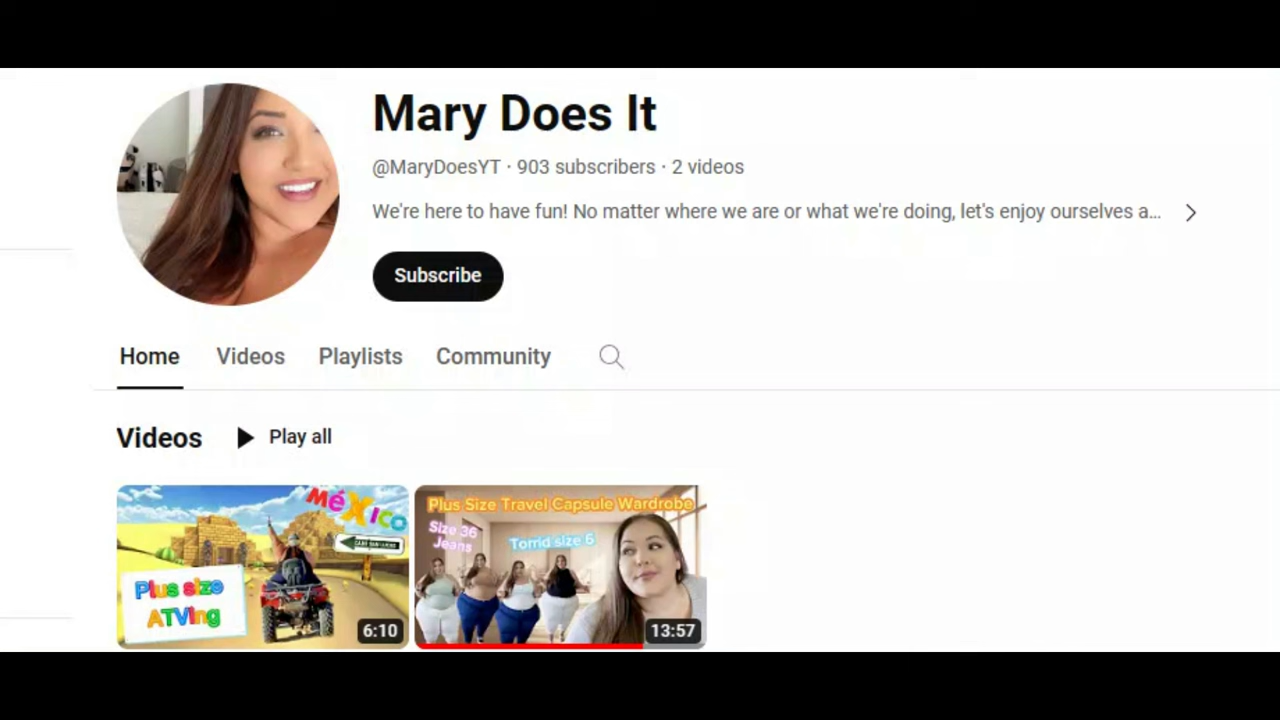 Mary Does It
@MaryDoesYT · 903 subscribers · 2 videos
We're here to have fun! No matter where we are or what we're doing, let's enjoy ourselves a...
Subscribe
Home Videos Playlists Community
Videos Play all
México
Plus size
ATVing
6:10
Plus Size Travel Capsule Wardrobe
Size 36
Jeans
Torrid size 6
13:57